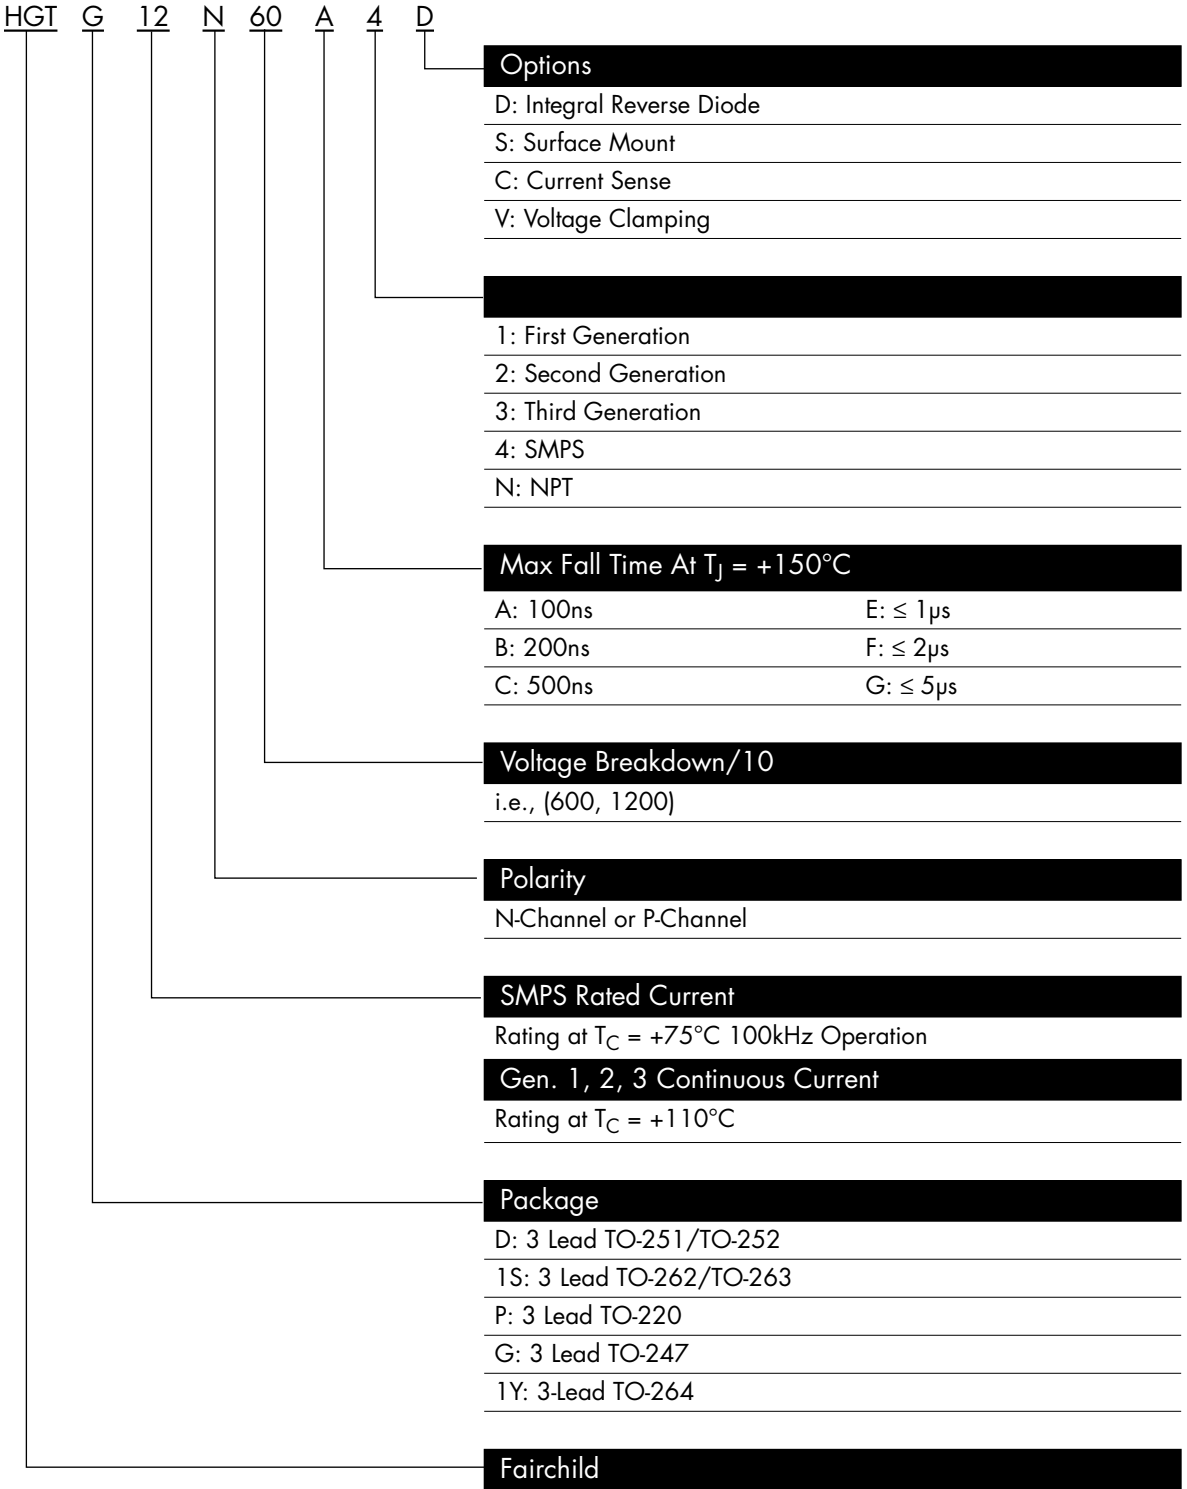 HGT G 12 N 60 A 4 D
Options
D: Integral Reverse Diode
S: Surface Mount
C: Current Sense
V: Voltage Clamping
1: First Generation
2: Second Generation
3: Third Generation
4: SMPS
N: NPT
Max Fall Time At TJ = +150°C
A: 100ns E: ≤ 1µs
B: 200ns F: ≤ 2µs
C: 500ns G: ≤ 5µs
Voltage Breakdown/10
i.e., (600, 1200)
Polarity
N-Channel or P-Channel
SMPS Rated Current
Rating at TC = +75°C 100kHz Operation
Gen. 1, 2, 3 Continuous Current
Rating at TC = +110°C
Package
D: 3 Lead TO-251/TO-252
1S: 3 Lead TO-262/TO-263
P: 3 Lead TO-220
G: 3 Lead TO-247
1Y: 3-Lead TO-264
Fairchild